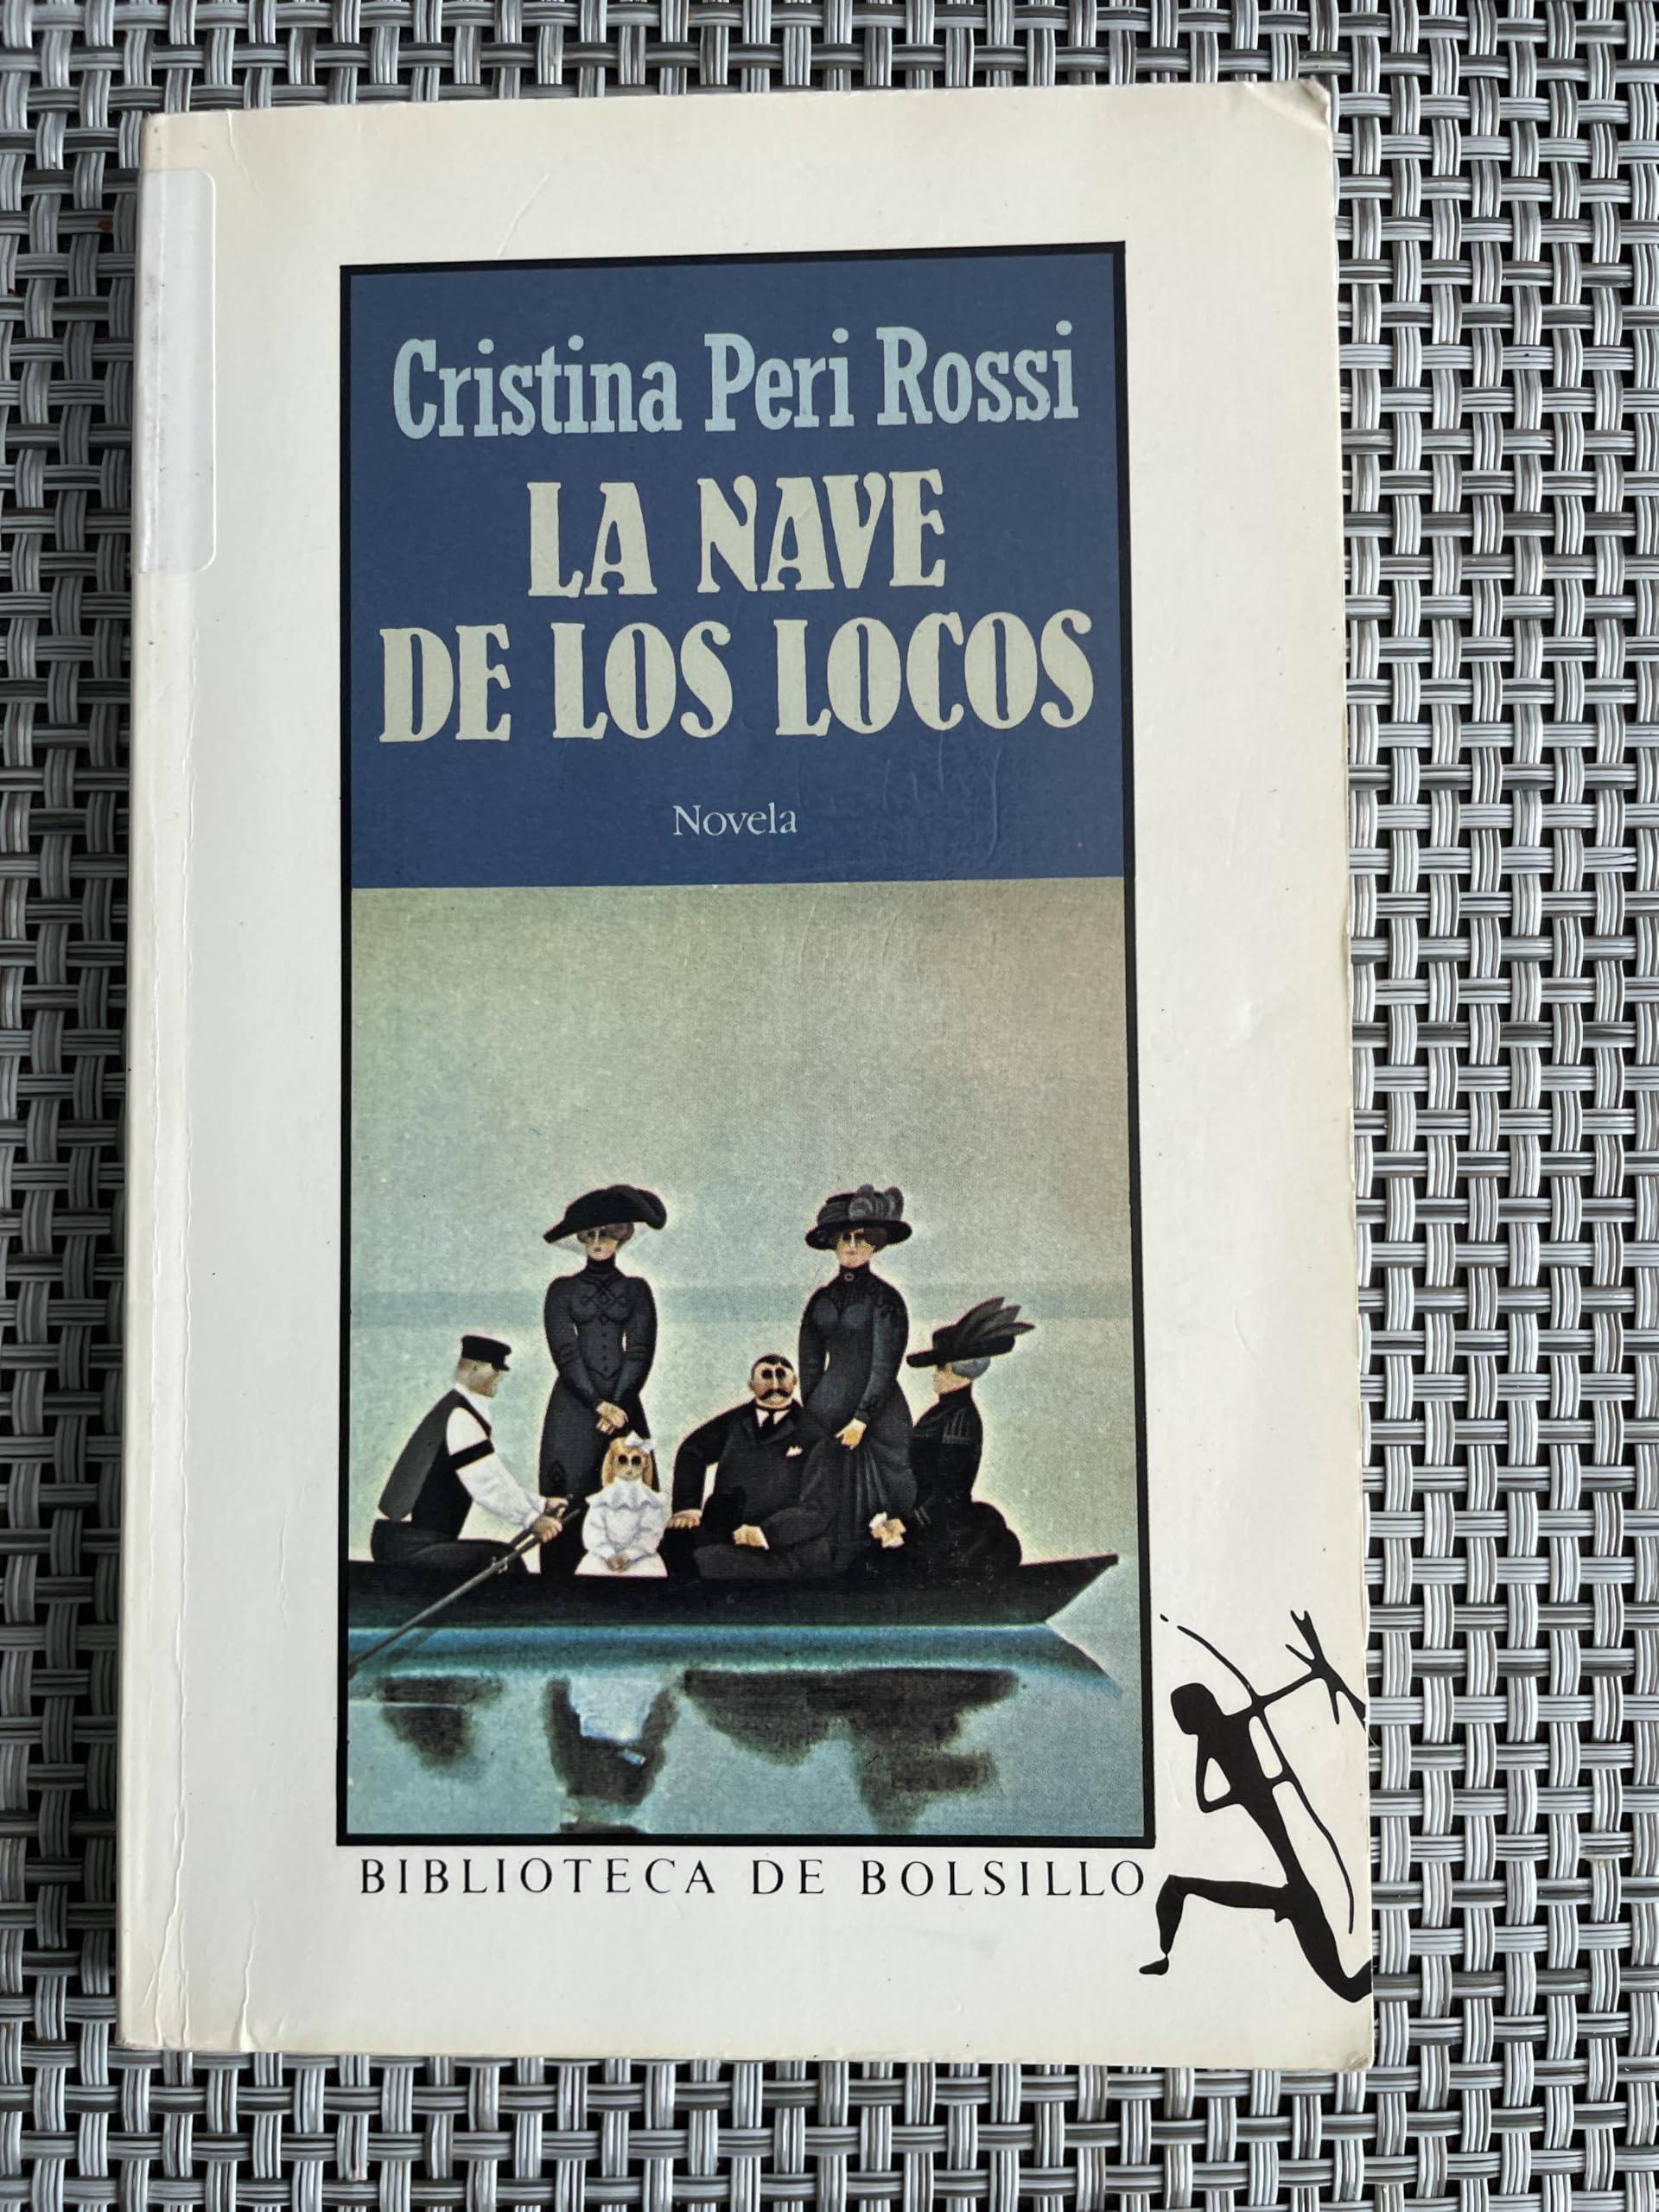 Cristina Peri Rossi
LA NAVE
DE LOS LOCOS
Novela
BIBLIOTECA DE BOLSILLO